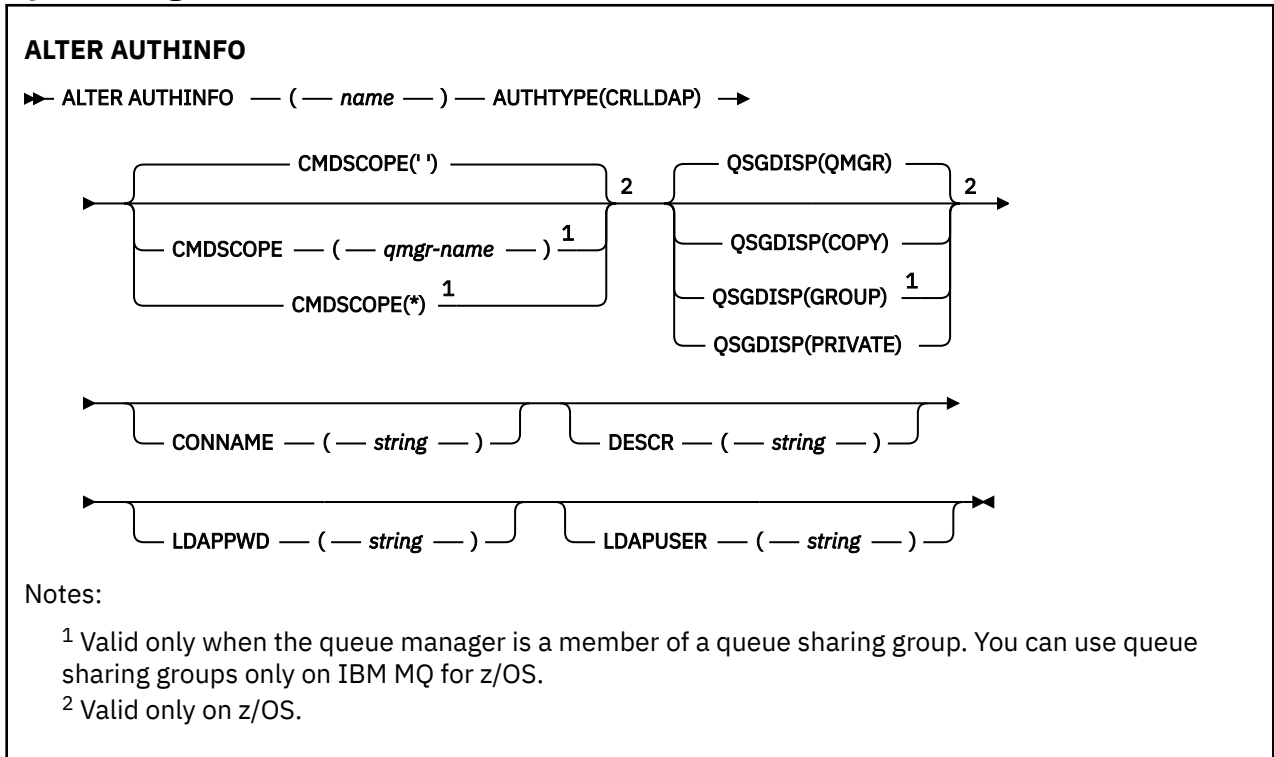 ALTER AUTHINFO
ALTER AUTHINFO ( name ) AUTHTYPE(CRLLDAP)
CMDSCOPE(' ') 2 QSGDISP(QMGR) 2
CMDSCOPE ( qmgr-name ) 1 QSGDISP(COPY)
CMDSCOPE(*) 1 QSGDISP(GROUP) 1
QSGDISP(PRIVATE)
CONNAME ( string ) DESCR ( string )
LDAPPWD ( string ) LDAPUSER ( string )
Notes:
1 Valid only when the queue manager is a member of a queue sharing group. You can use queue
sharing groups only on IBM MQ for z/OS.
2 Valid only on z/OS.